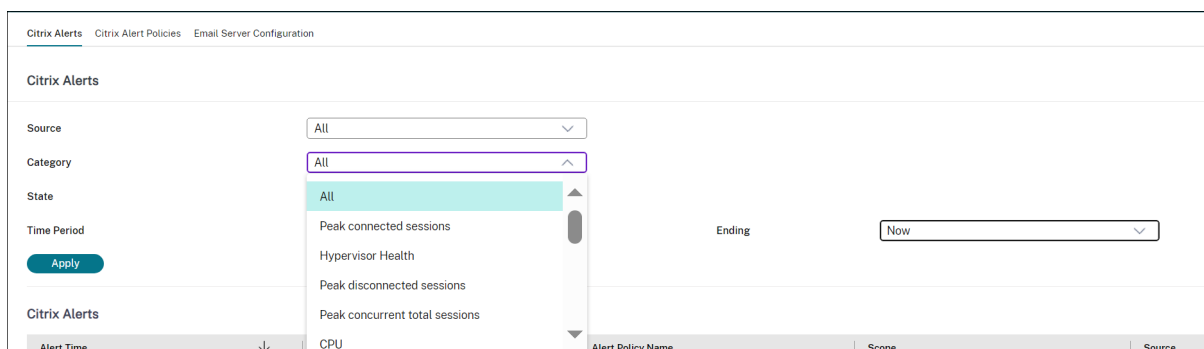 Citrix Alerts Citrix Alert Policies Email Server Configuration
Citrix Alerts
Source All
Category All
State All
Time Period Peak connected sessions Ending Now
Hypervisor Health
Apply
Peak disconnected sessions
Citrix Alerts Peak concurrent total sessions
Alert Time CPU Alert Policy Name Scope Source